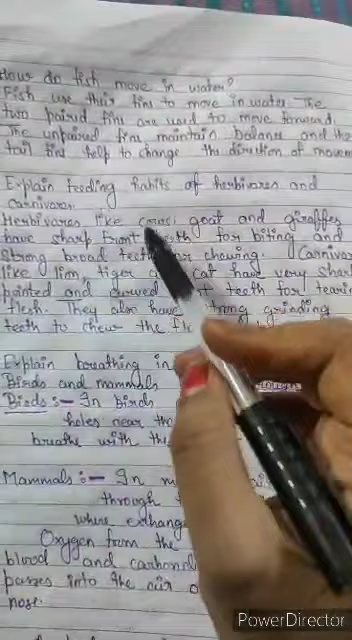 How do fish move in water?
Fish use their fins to move in water. The
two paired fins are used to move forward.
The unpaired fins maintain balance and the
tail fins help to change the direction of movem
Explain feeding habits of herbivores and
carnivores
Herbivores like cows, goat and giraffes
have sharp front teeth for biting and
strong broad teeth for chewing. Carnivor
like lion, tiger cat have very shar
pointed and curved teeth for tearin
flesh. They also have strong grinding
teeth to chew the
Explain breathing in
Birds and mammals
Birds :- In birds
holes near the
breathe with the
Mammals :- In m
through
where exchang
Oxygen from the
blood and carbon
passes into the air
nose.
PowerDirector